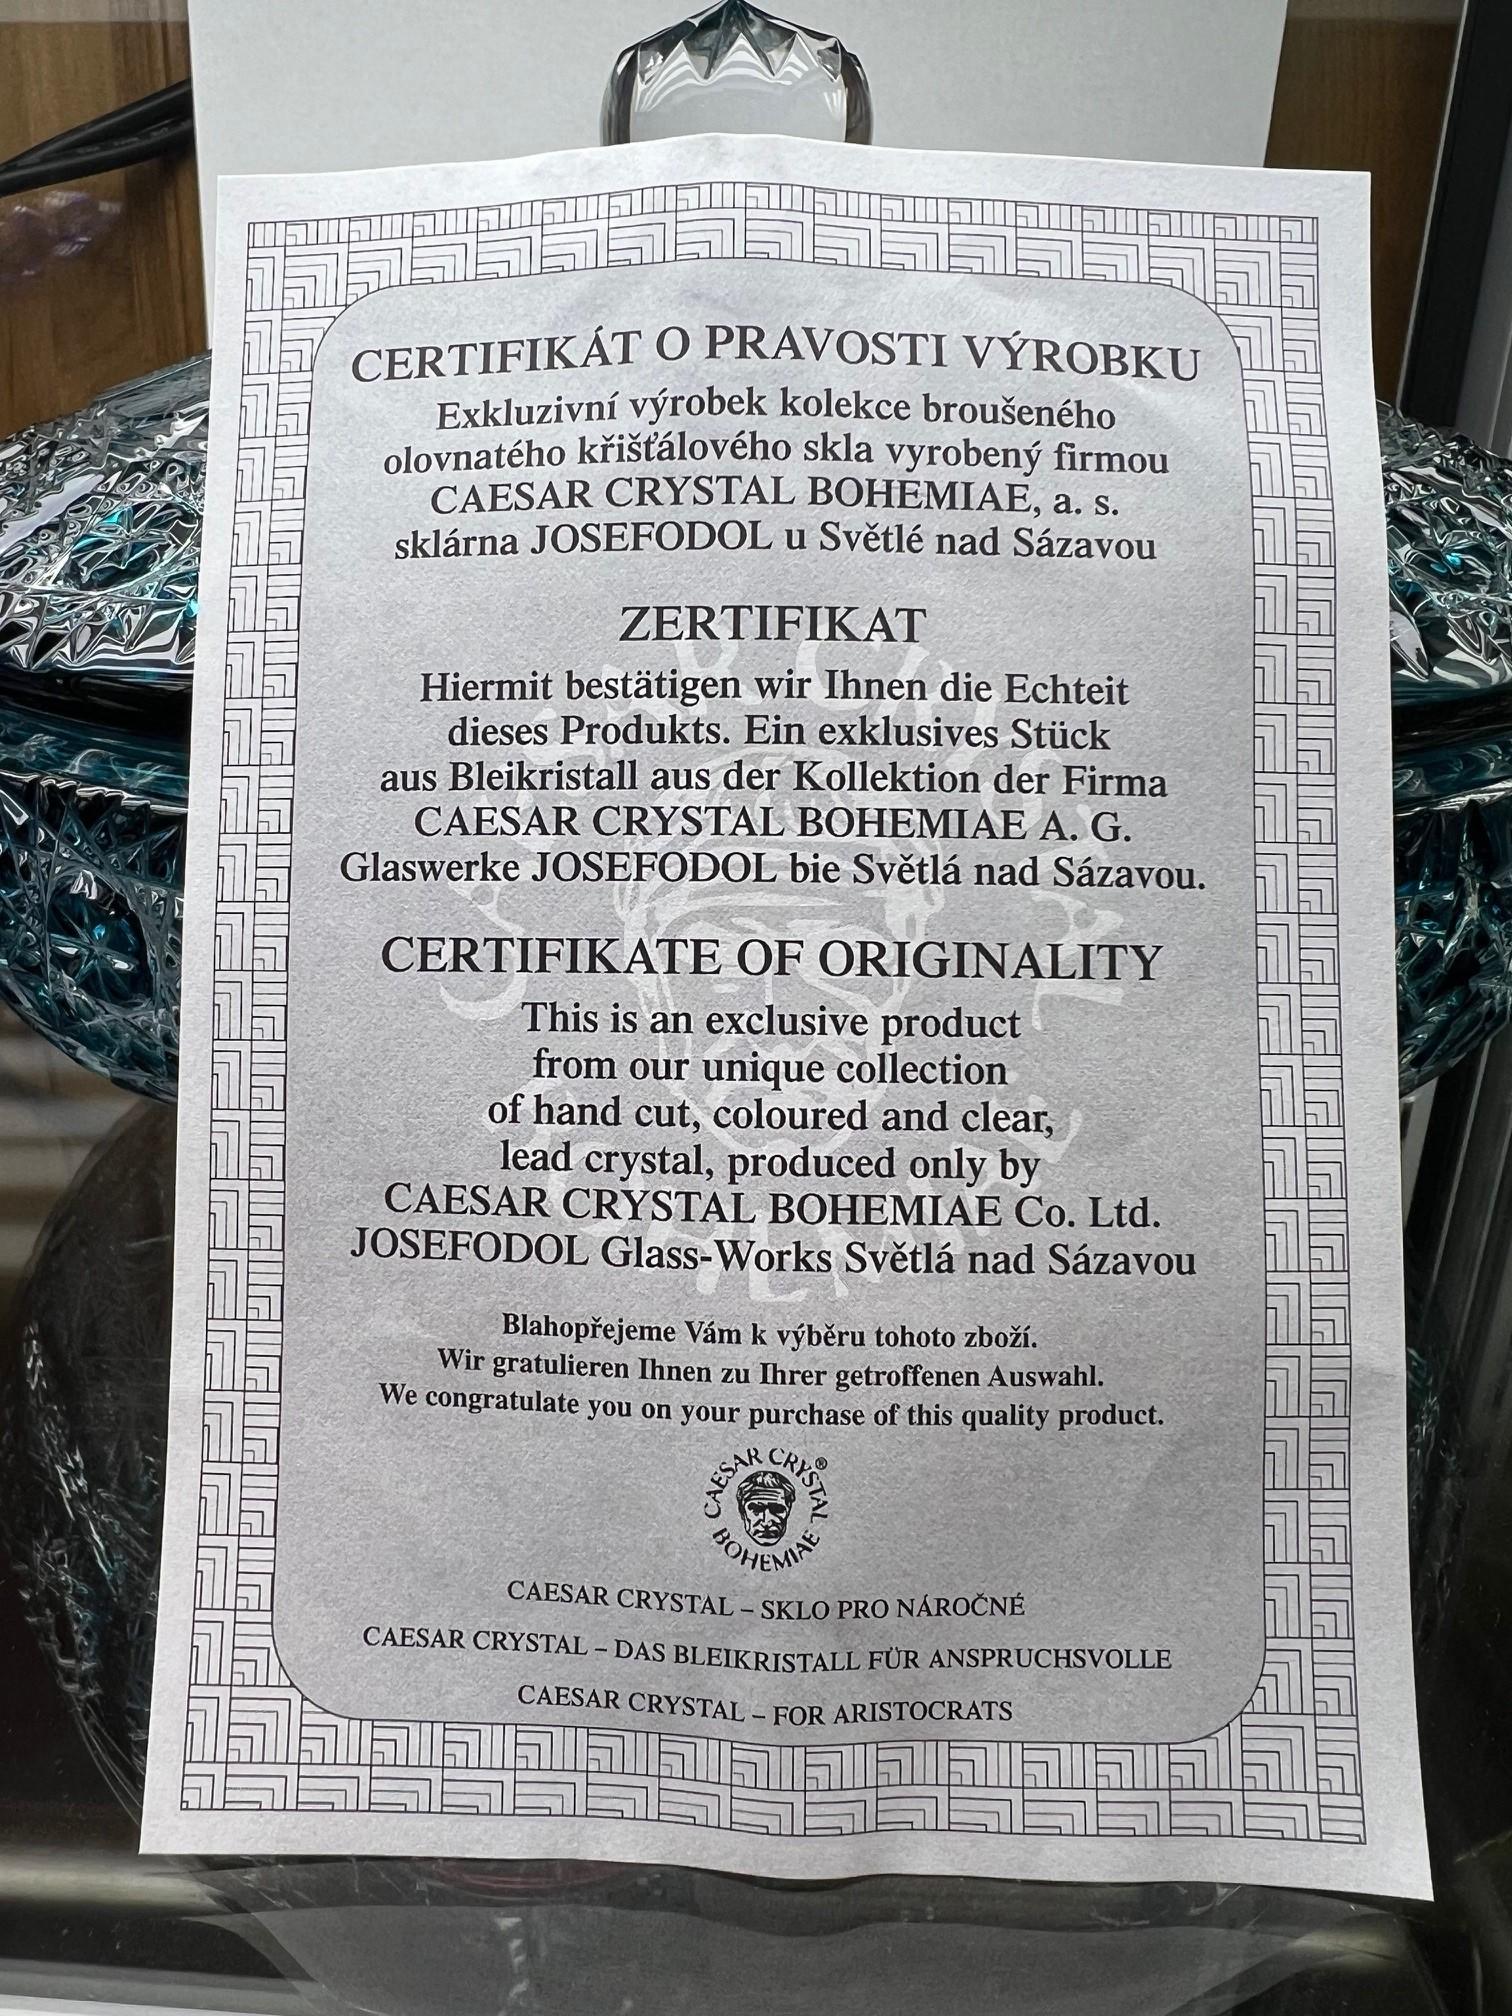 CERTIFIKÁT O PRAVOSTI VÝROBKU
Exkluzivní výrobek kolekce broušeného
olovnatého křišťálového skla vyrobený firmou
CAESAR CRYSTAL BOHEMIAE, a. s.
sklárna JOSEFODOL u Světlé nad Sázavou
ZERTIFIKAT
Hiermit bestätigen wir Ihnen die Echteit
dieses Produkts. Ein exklusives Stück
aus Bleikristall aus der Kollektion der Firma
CAESAR CRYSTAL BOHEMIAE A. G.
Glaswerke JOSEFODOL bie Světlá nad Sázavou.
CERTIFIKATE OF ORIGINALITY
This is an exclusive product
from our unique collection
of hand cut, coloured and clear,
lead crystal, produced only by
CAESAR CRYSTAL BOHEMIAE Co. Ltd.
JOSEFODOL Glass-Works Světlá nad Sázavou
Blahopřejeme Vám k výběru tohoto zboží.
Wir gratulieren Ihnen zu Ihrer getroffenen Auswahl.
We congratulate you on your purchase of this quality product.
CAESAR CRYSTAL®
BOHEMIAE
CAESAR CRYSTAL – SKLO PRO NÁROČNÉ
CAESAR CRYSTAL – DAS BLEIKRISTALL FÜR ANSPRUCHSVOLLE
CAESAR CRYSTAL – FOR ARISTOCRATS